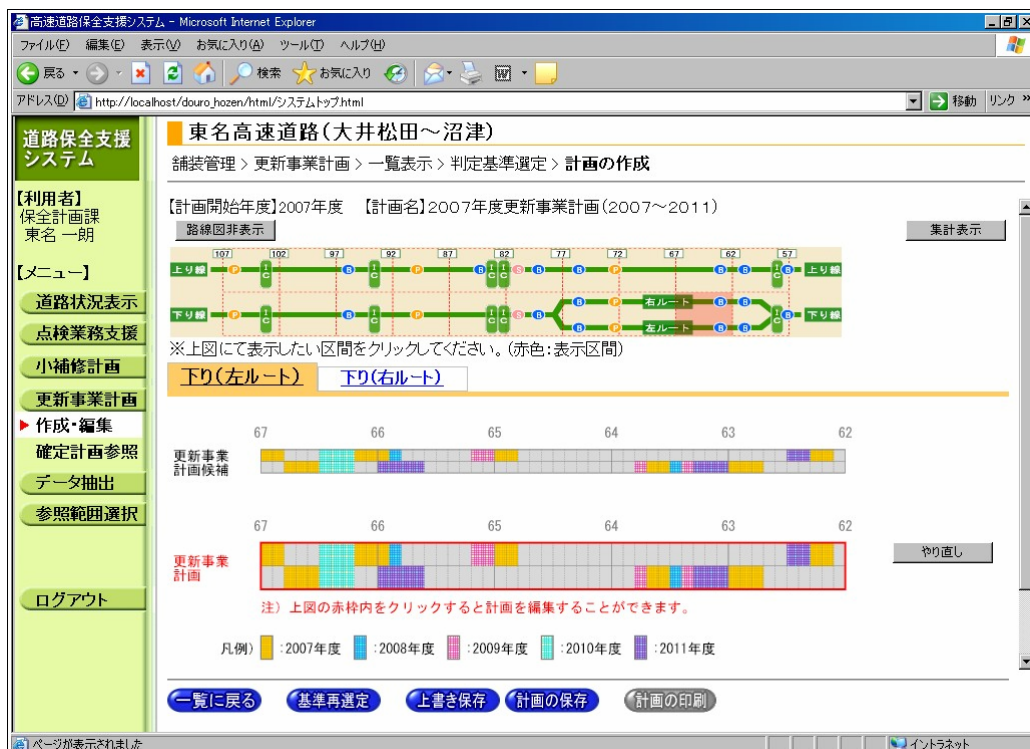 高速道路保全支援システム - Microsoft Internet Explorer
ファイル(F) 編集(E) 表示(V) お気に入り(A) ツール(T) ヘルプ(H)
戻る 検索 お気に入り
アドレス(D) http://localhost/douro_hozen/html/システムトップ.html 移動 リンク »
道路保全支援
システム
【利用者】
保全計画課
東名 一朗
【メニュー】
道路状況表示
点検業務支援
小補修計画
更新事業計画
作成・編集
確定計画参照
データ抽出
参照範囲選択
ログアウト
東名高速道路(大井松田~沼津)
舗装管理 > 更新事業計画 > 一覧表示 > 判定基準選定 > 計画の作成
【計画開始年度】2007年度 【計画名】2007年度更新事業計画(2007~2011)
路線図非表示 集計表示
107 102 97 92 87 82 77 72 67 62 57
上り線 P IC B IC P B IC IC B B B P B B IC B 上り線
B P 右ルート B B
下り線 P IC B IC P IC IC B B IC B 下り線
B P 左ルート B B
※上図にて表示したい区間をクリックしてください。(赤色:表示区間)
下り(左ルート) 下り(右ルート)
67 66 65 64 63 62
更新事業
計画候補
67 66 65 64 63 62
更新事業
計画
やり直し
注) 上図の赤枠内をクリックすると計画を編集することができます。
凡例) :2007年度 :2008年度 :2009年度 :2010年度 :2011年度
一覧に戻る 基準再選定 上書き保存 計画の保存 計画の印刷
ページが表示されました イントラネット